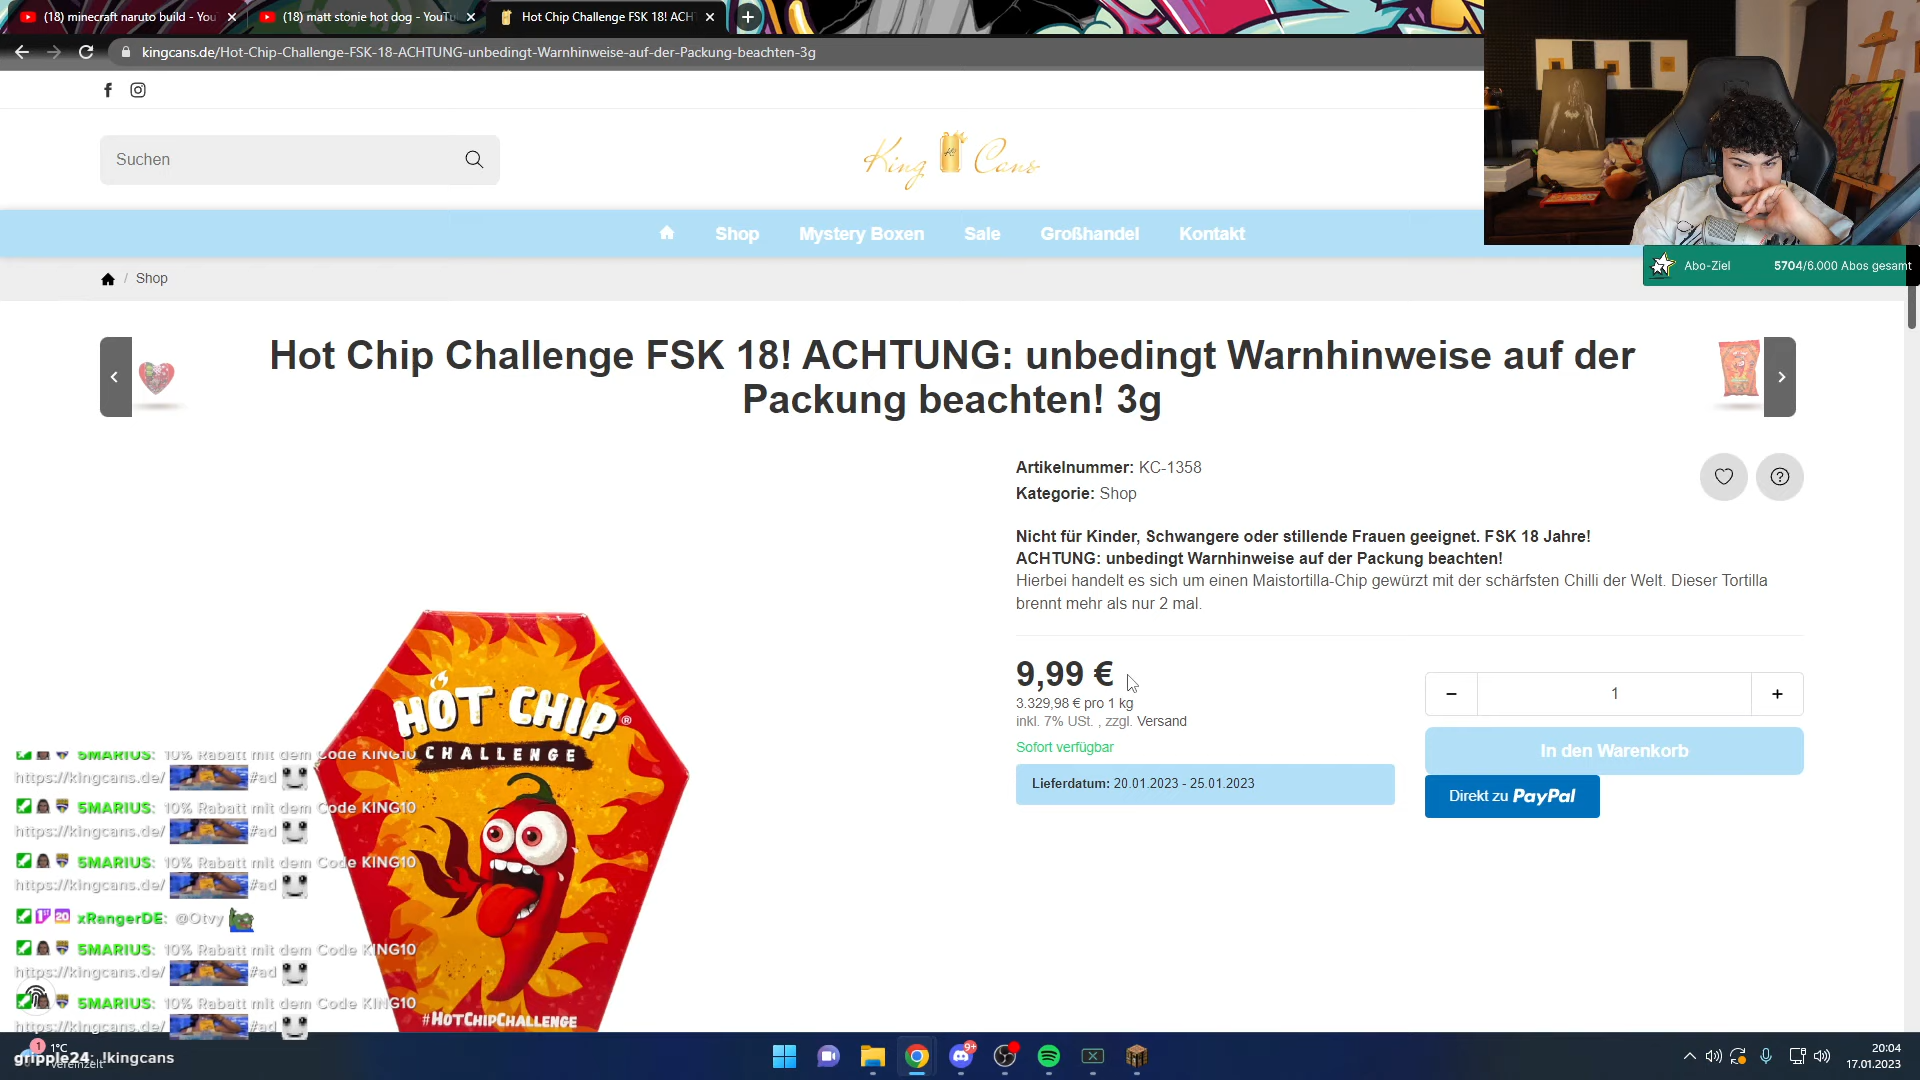 (18) minecraft naruto build - You
(18) matt stonie hot dog - YouTu
Hot Chip Challenge FSK 18! ACH
kingcans.de/Hot-Chip-Challenge-FSK-18-ACHTUNG-unbedingt-Warnhinweise-auf-der-Packung-beachten-3g
Suchen
King Cans
Shop
Mystery Boxen
Sale
Großhandel
Kontakt
Abo-Ziel 5704/6.000 Abos gesamt
/ Shop
Hot Chip Challenge FSK 18! ACHTUNG: unbedingt Warnhinweise auf der
Packung beachten! 3g
Artikelnummer: KC-1358
Kategorie: Shop
Nicht für Kinder, Schwangere oder stillende Frauen geeignet. FSK 18 Jahre!
ACHTUNG: unbedingt Warnhinweise auf der Packung beachten!
Hierbei handelt es sich um einen Maistortilla-Chip gewürzt mit der schärfsten Chilli der Welt. Dieser Tortilla
brennt mehr als nur 2 mal.
9,99 €
3.329,98 € pro 1 kg
inkl. 7% USt. , zzgl. Versand
Sofort verfügbar
Lieferdatum: 20.01.2023 - 25.01.2023
− 1 +
In den Warenkorb
Direkt zu PayPal
HOT CHIP®
CHALLENGE
#HOTCHIPCHALLENGE
5MARIUS: 10% Rabatt mit dem Code KING10
https://kingcans.de/ #ad
5MARIUS: 10% Rabatt mit dem Code KING10
https://kingcans.de/ #ad
5MARIUS: 10% Rabatt mit dem Code KING10
https://kingcans.de/ #ad
20 xRangerDE: @Otvy
5MARIUS: 10% Rabatt mit dem Code KING10
https://kingcans.de/ #ad
5MARIUS: 10% Rabatt mit dem Code KING10
https://kingcans.de/ #ad
gripple24: !kingcans
1
1°C
Vereinzelt
9+
20:04
17.01.2023